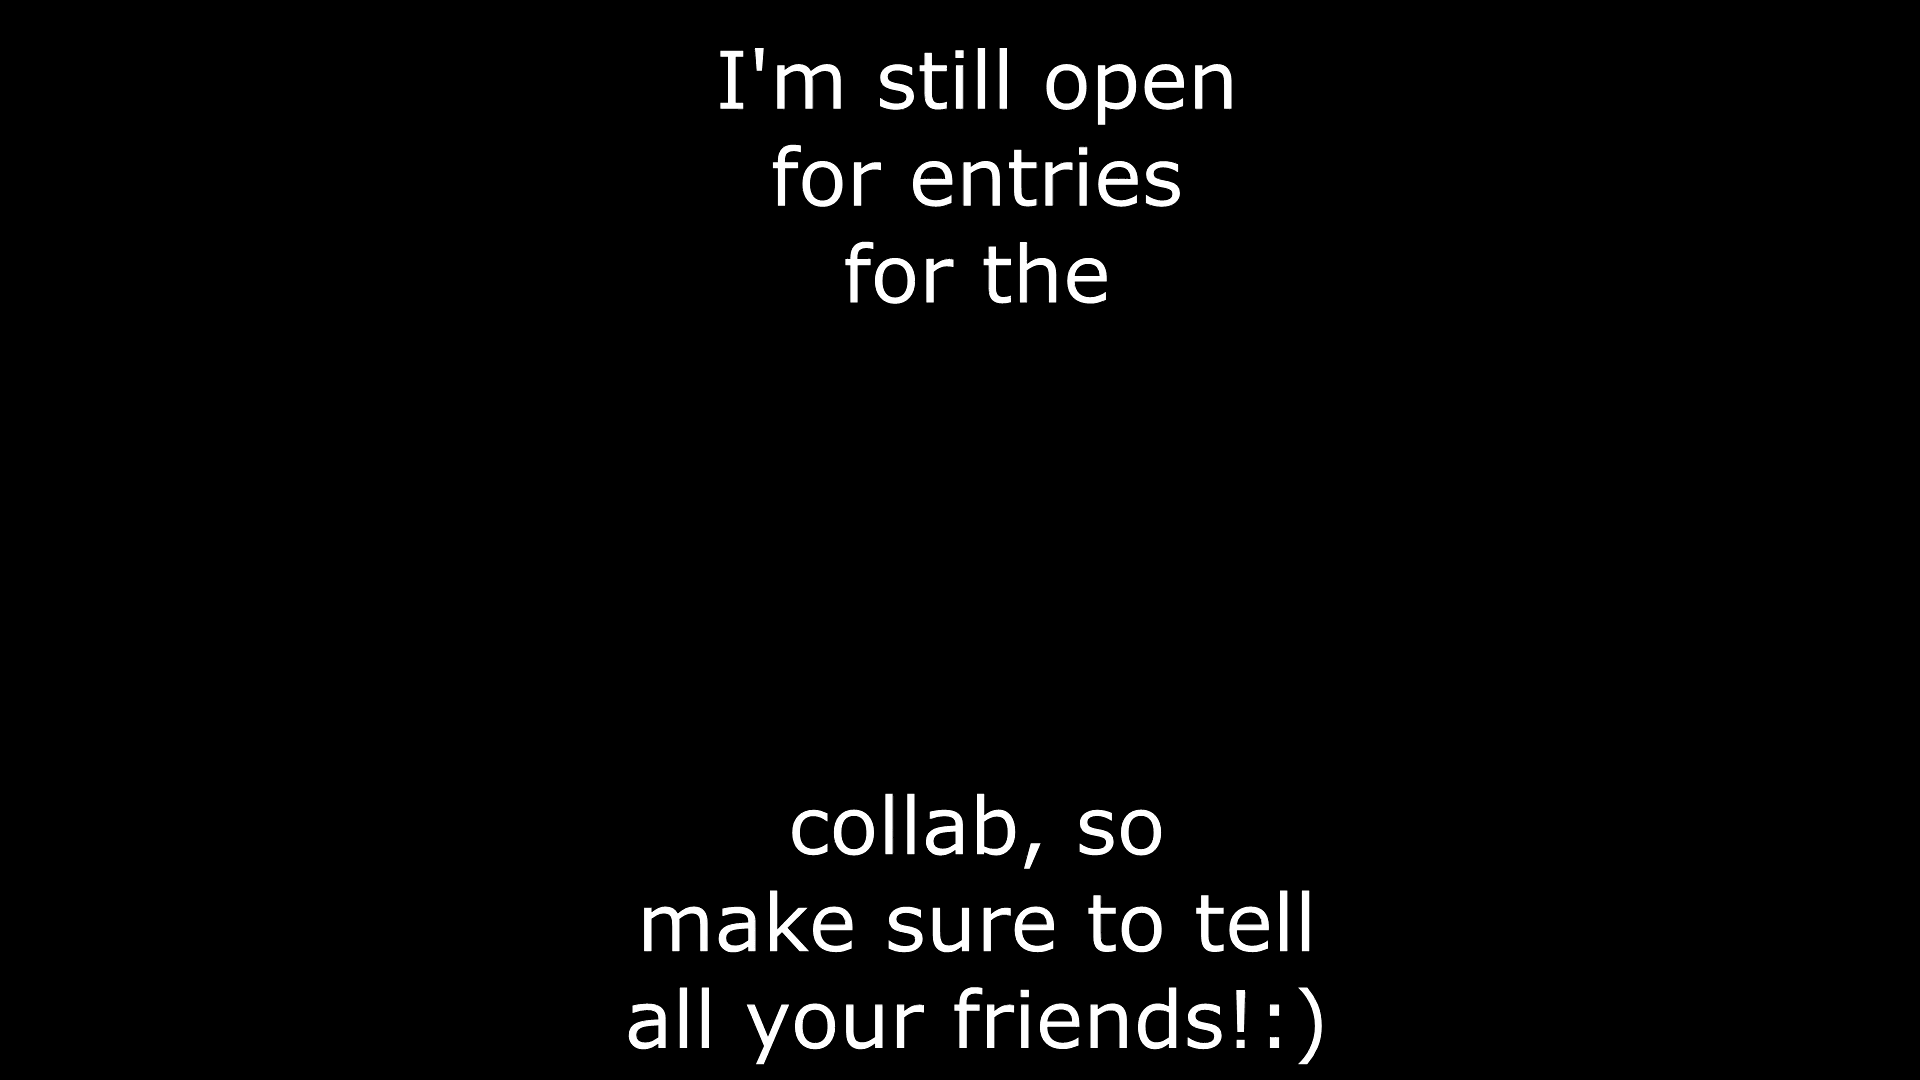 I'm still open
for entries
for the
collab, so
make sure to tell
all your friends!:)